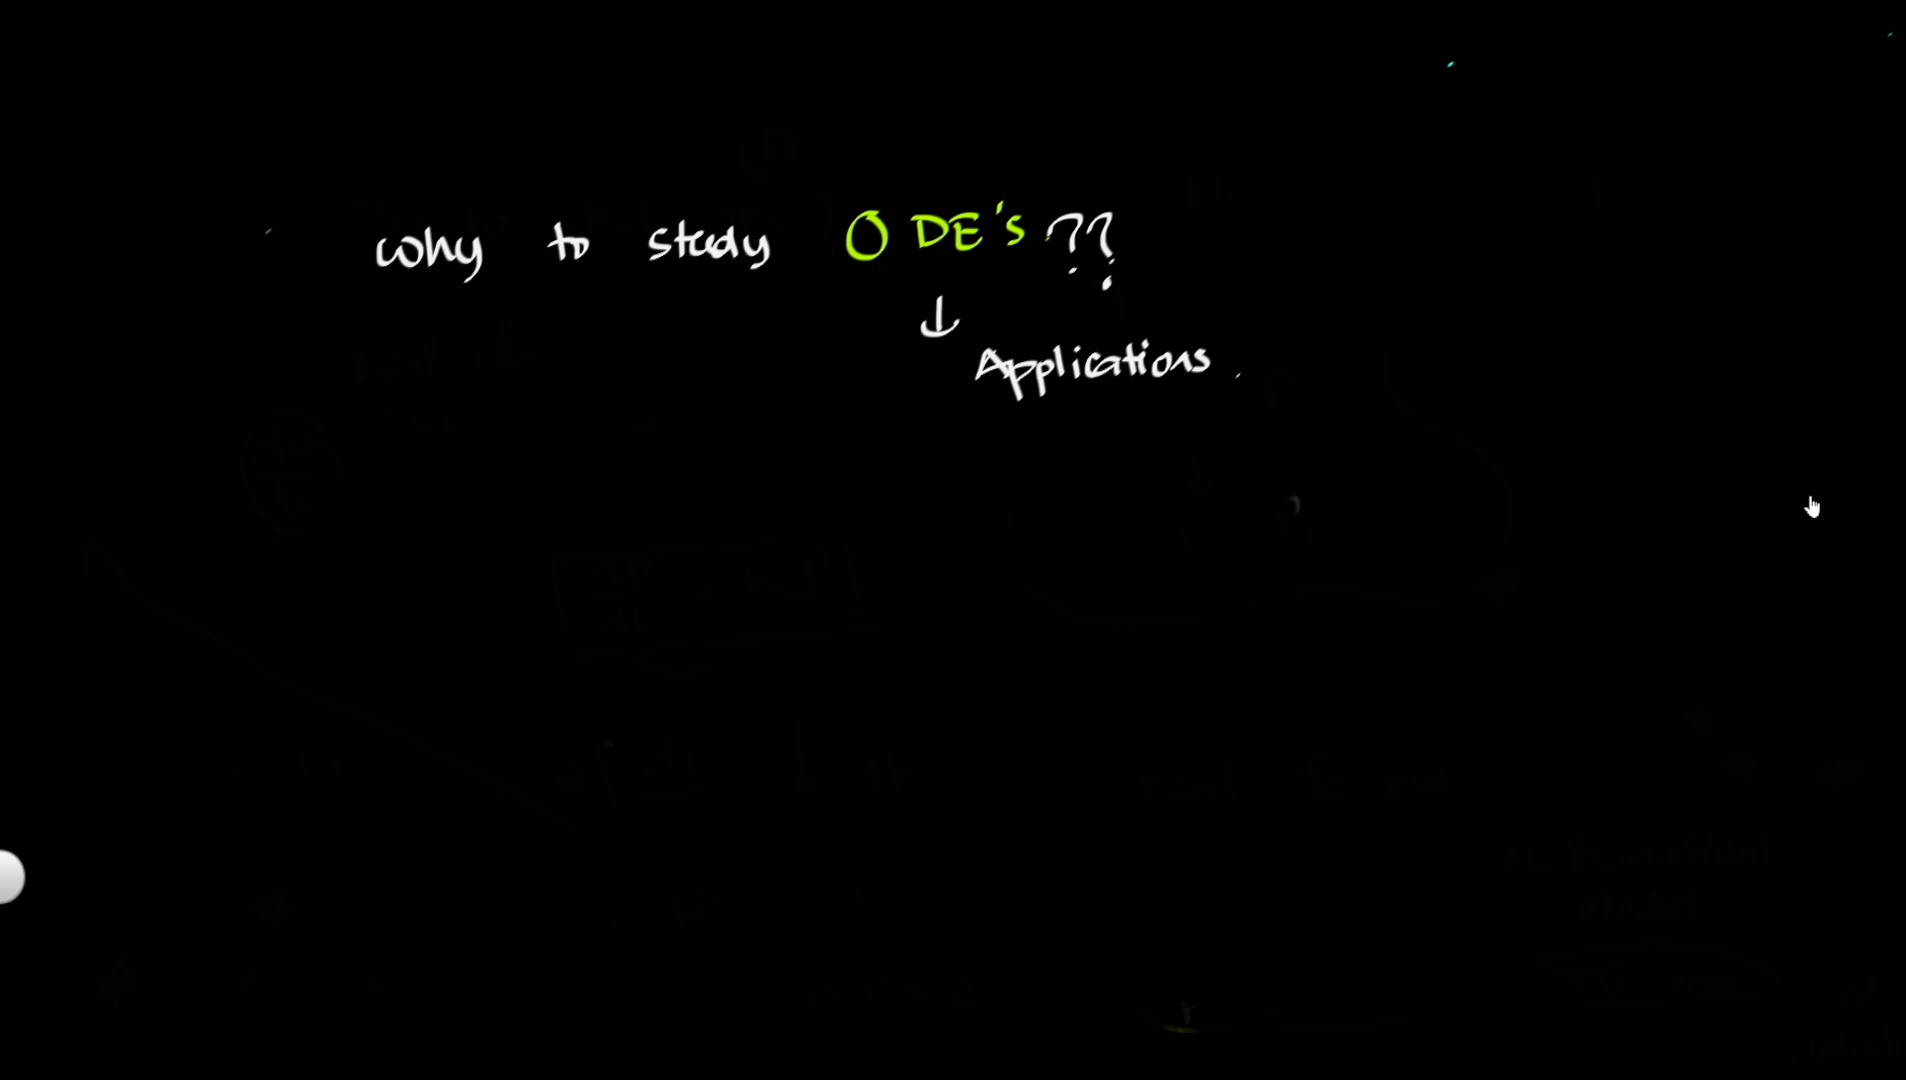 why to study ODE's ??
↓
Applications.